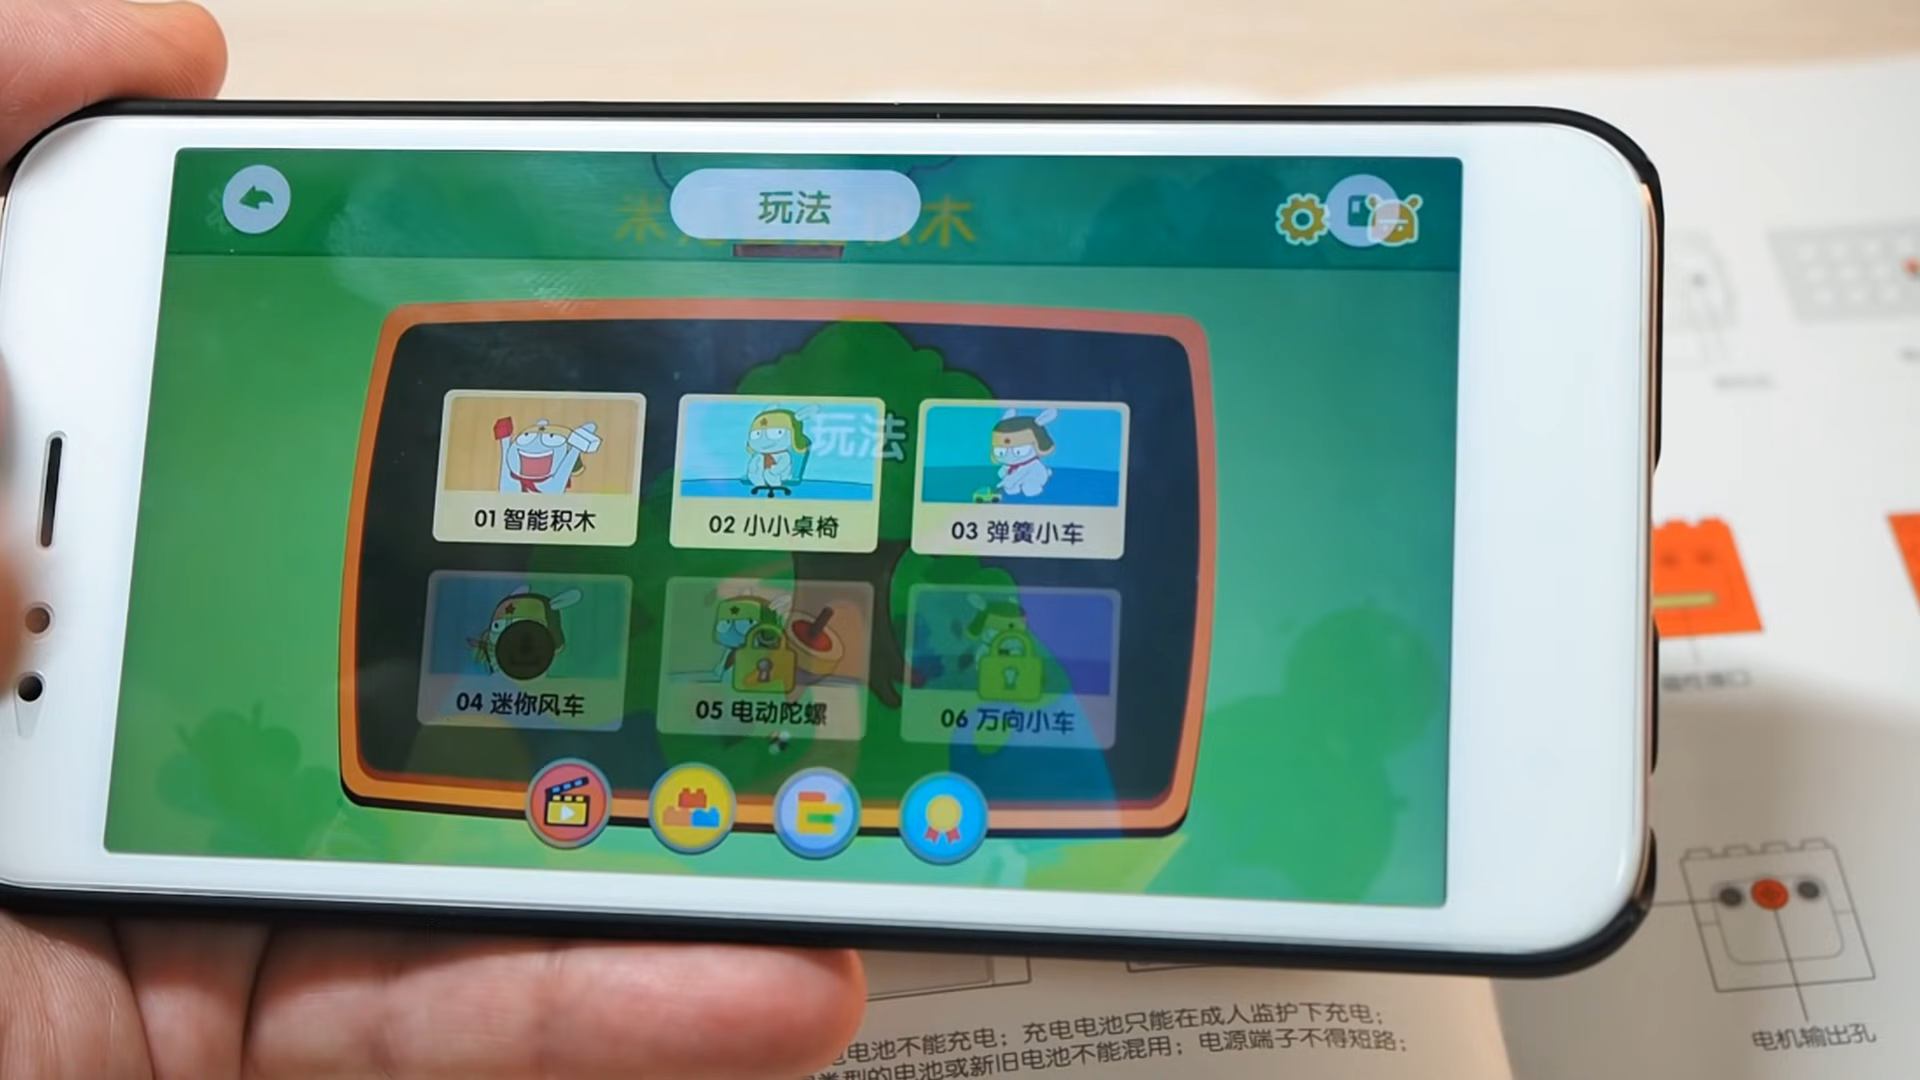 玩法
玩法
01 智能积木
02 小小桌椅
03 弹簧小车
04 迷你风车
05 电动陀螺
06 万向小车
电池不能充电；充电电池只能在成人监护下充电；
类型的电池或新旧电池不能混用；电源端子不得短路；
电机输出孔